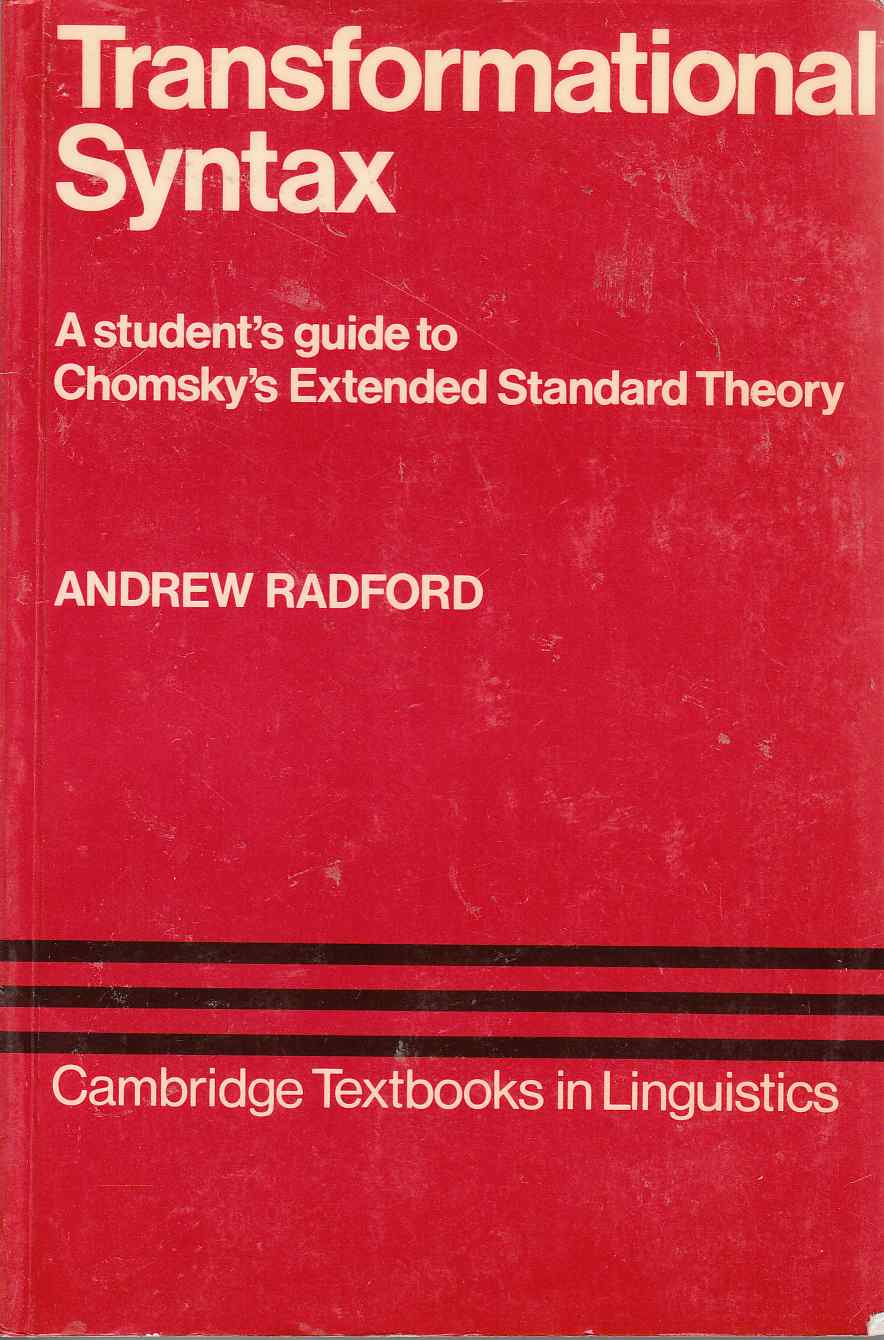 Transformational
Syntax
A student's guide to
Chomsky's Extended Standard Theory
ANDREW RADFORD
Cambridge Textbooks in Linguistics